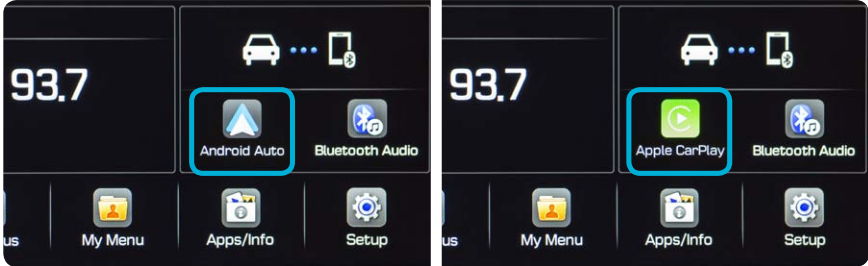 93.7
Android Auto
Bluetooth Audio
us
My Menu
Apps/Info
Setup
93.7
Apple CarPlay
Bluetooth Audio
us
My Menu
Apps/Info
Setup